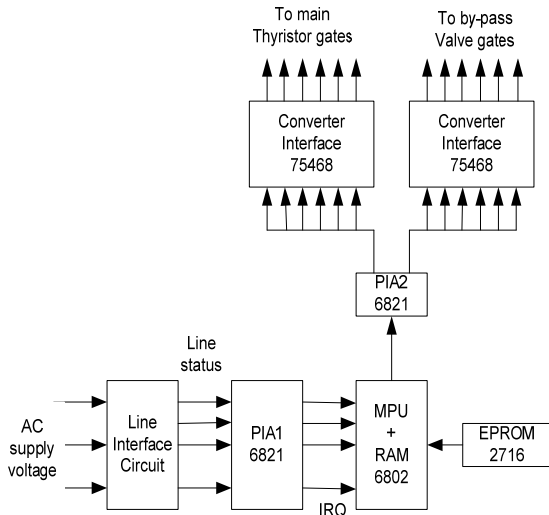 To main
Thyristor gates
To by-pass
Valve gates
Converter
Interface
75468
Converter
Interface
75468
PIA2
6821
Line
status
AC
supply
voltage
Line
Interface
Circuit
PIA1
6821
MPU
+
RAM
6802
EPROM
2716
IRQ